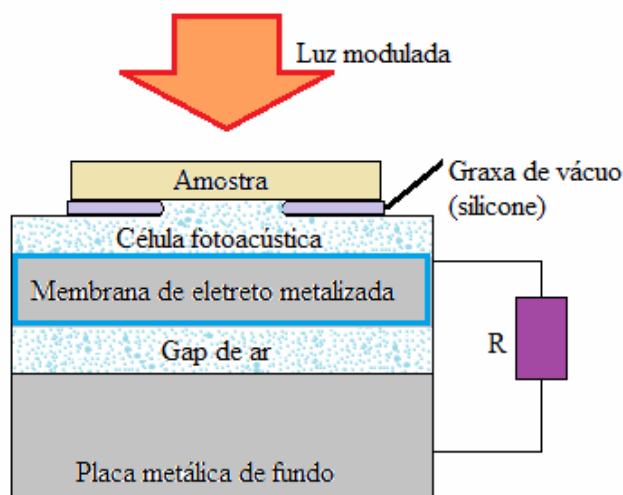 Luz modulada
Amostra
Graxa de vácuo
(silicone)
Célula fotoacústica
Membrana de eletreto metalizada
Gap de ar
R
Placa metálica de fundo